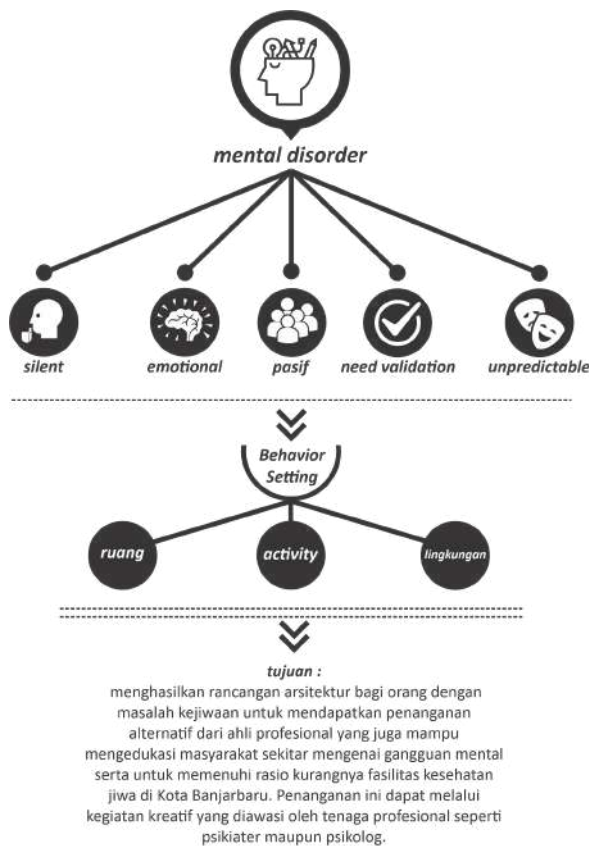 mental disorder
silent
emotional
pasif
need validation
unpredictable
Behavior
Setting
ruang
activity
lingkungan
tujuan :
menghasilkan rancangan arsitektur bagi orang dengan
masalah kejiwaan untuk mendapatkan penanganan
alternatif dari ahli profesional yang juga mampu
mengedukasi masyarakat sekitar mengenai gangguan mental
serta untuk memenuhi rasio kurangnya fasilitas kesehatan
jiwa di Kota Banjarbaru. Penanganan ini dapat melalui
kegiatan kreatif yang diawasi oleh tenaga profesional seperti
psikiater maupun psikolog.